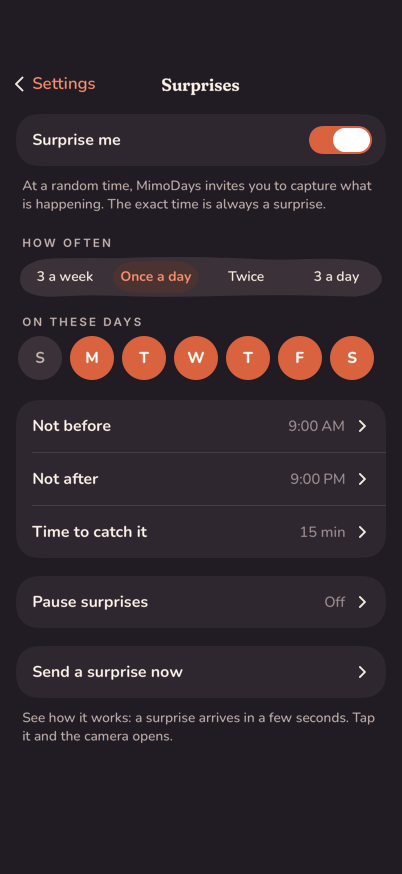 Settings
Surprises
Surprise me
At a random time, MimoDays invites you to capture what
is happening. The exact time is always a surprise.
HOW OFTEN
3 a week Once a day Twice 3 a day
ON THESE DAYS
S M T W T F S
Not before 9:00 AM
Not after 9:00 PM
Time to catch it 15 min
Pause surprises Off
Send a surprise now
See how it works: a surprise arrives in a few seconds. Tap
it and the camera opens.